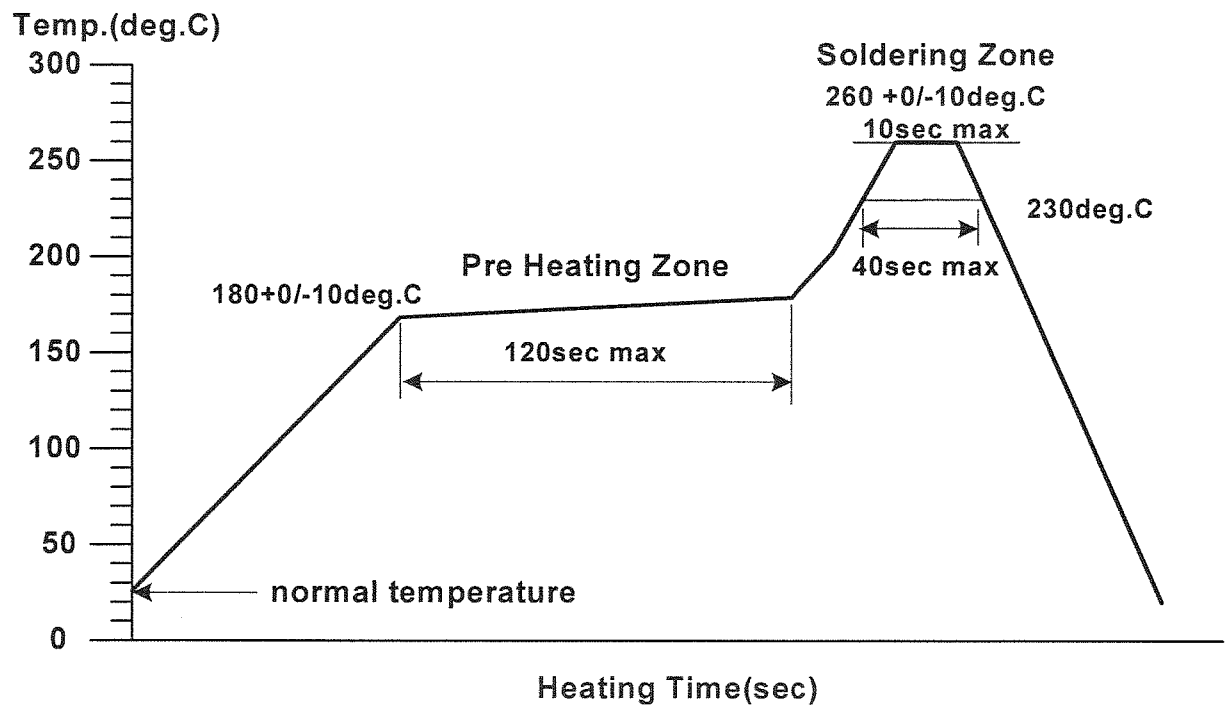 Temp.(deg.C)
300
250
200
150
100
50
0
Soldering Zone
260 +0/-10deg.C
10sec max
230deg.C
40sec max
Pre Heating Zone
180+0/-10deg.C
120sec max
normal temperature
Heating Time(sec)